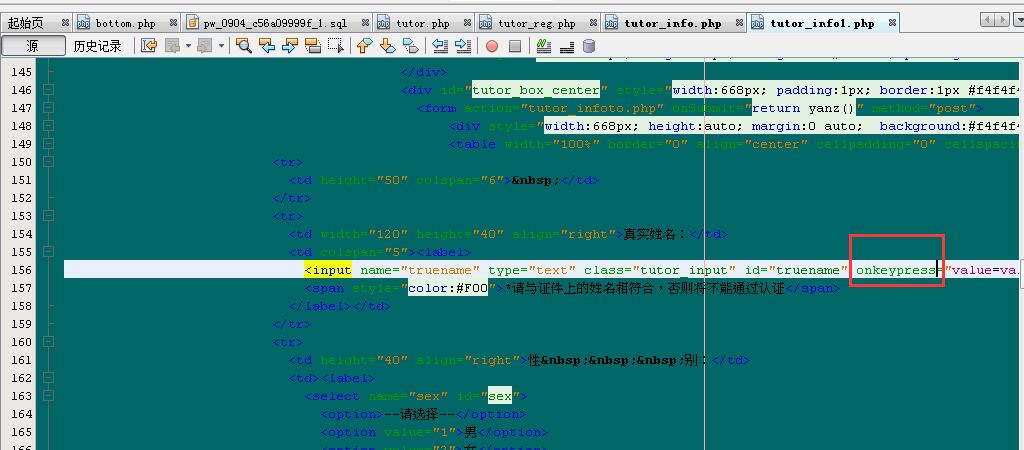 起始页 bottom.php pw_0904_c56a09999f_1.sql tutor.php tutor_reg.php tutor_info.php tutor_info1.php
源 历史记录
145 </div>
146 <div id="tutor_box_center" style="width:668px; padding:1px; border:1px #f4f4f4
147 <form action="tutor_infoto.php" onSubmit="return yanz()" method="post">
148 <div style="width:668px; height:auto; margin:0 auto; background:#f4f4f4
149 <table width="100%" border="0" align="center" cellpadding="0" cellspacing
150 <tr>
151 <td height="50" colspan="6">&nbsp;</td>
152 </tr>
153 <tr>
154 <td width="120" height="40" align="right">真实姓名：</td>
155 <td colspan="5"><label>
156 <input name="truename" type="text" class="tutor_input" id="truename" onkeypress="value=va
157 <span style="color:#F00">*请与证件上的姓名相符合，否则将不能通过认证</span>
158 </label></td>
159 </tr>
160 <tr>
161 <td height="40" align="right">性&nbsp;&nbsp;&nbsp;别：</td>
162 <td><label>
163 <select name="sex" id="sex">
164 <option>--请选择--</option>
165 <option value="1">男</option>